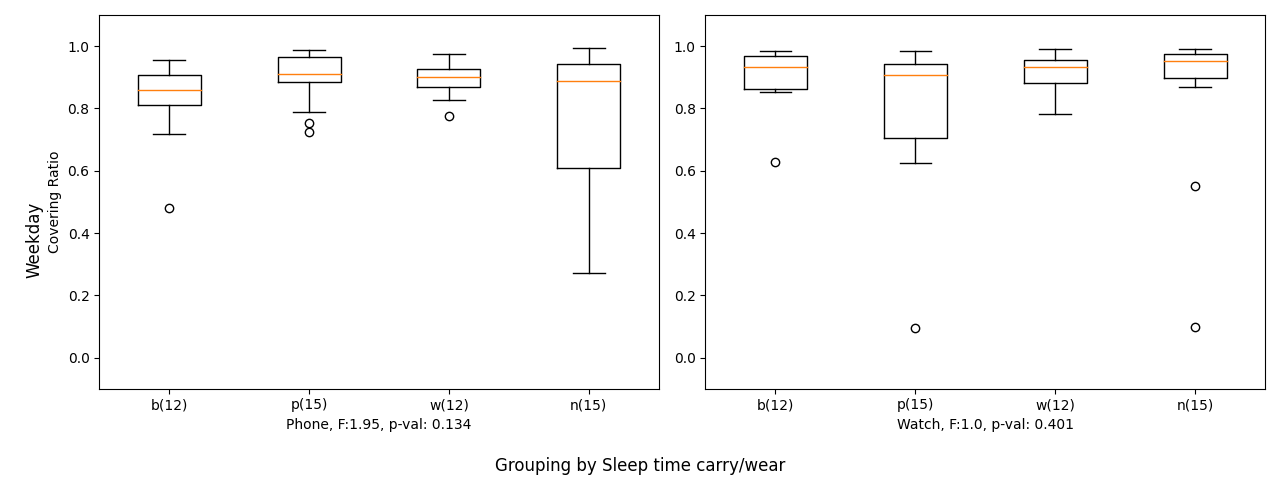 Weekday
Covering Ratio
1.0
0.8
0.6
0.4
0.2
0.0
b(12) p(15) w(12) n(15)
Phone, F:1.95, p-val: 0.134
1.0
0.8
0.6
0.4
0.2
0.0
b(12) p(15) w(12) n(15)
Watch, F:1.0, p-val: 0.401
Grouping by Sleep time carry/wear